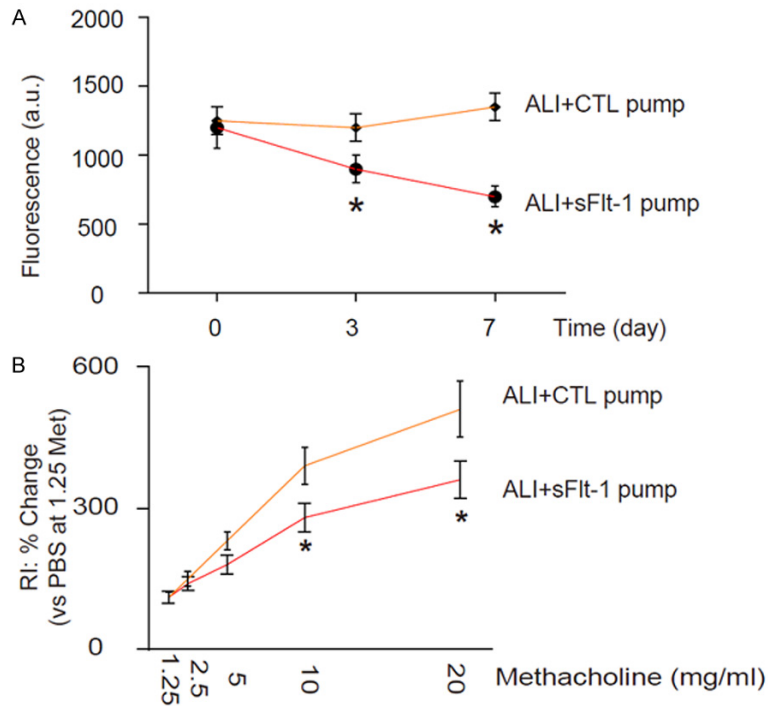 A
Fluorescence (a.u.)
2000
1500
1000
500
0
ALI+CTL pump
ALI+sFlt-1 pump
*
*
0 3 7 Time (day)
B
RI: % Change
(vs PBS at 1.25 Met)
600
300
0
ALI+CTL pump
ALI+sFlt-1 pump
*
*
1.25 2.5 5 10 20 Methacholine (mg/ml)